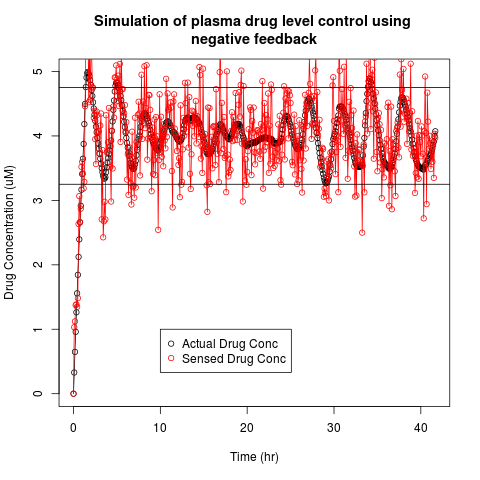 Simulation of plasma drug level control using
negative feedback
Drug Concentration (uM)
5
4
3
2
1
0
Actual Drug Conc
Sensed Drug Conc
0 10 20 30 40
Time (hr)